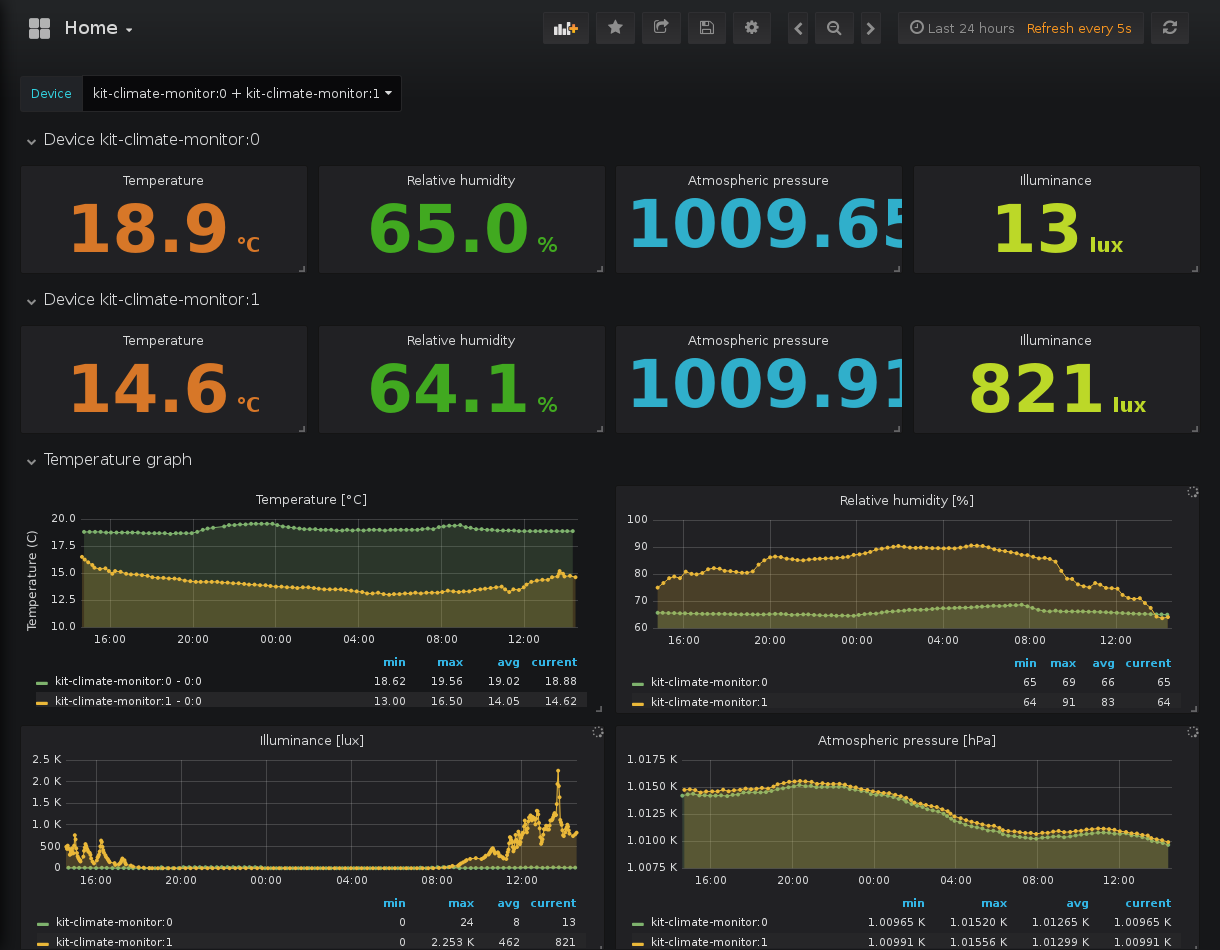 Home
Last 24 hours Refresh every 5s
Device kit-climate-monitor:0 + kit-climate-monitor:1
Device kit-climate-monitor:0
Temperature Relative humidity Atmospheric pressure Illuminance
18.9 °C 65.0 % 1009.65 13 lux
Device kit-climate-monitor:1
Temperature Relative humidity Atmospheric pressure Illuminance
14.6 °C 64.1 % 1009.91 821 lux
Temperature graph
Temperature [°C]
Temperature (C)
20.0
17.5
15.0
12.5
10.0
16:00 20:00 00:00 04:00 08:00 12:00
min max avg current
kit-climate-monitor:0 - 0:0 18.62 19.56 19.02 18.88
kit-climate-monitor:1 - 0:0 13.00 16.50 14.05 14.62
Relative humidity [%]
100
90
80
70
60
16:00 20:00 00:00 04:00 08:00 12:00
min max avg current
kit-climate-monitor:0 65 69 66 65
kit-climate-monitor:1 64 91 83 64
Illuminance [lux]
2.5 K
2.0 K
1.5 K
1.0 K
500
0
16:00 20:00 00:00 04:00 08:00 12:00
min max avg current
kit-climate-monitor:0 0 24 8 13
kit-climate-monitor:1 0 2.253 K 462 821
Atmospheric pressure [hPa]
1.0175 K
1.0150 K
1.0125 K
1.0100 K
1.0075 K
16:00 20:00 00:00 04:00 08:00 12:00
min max avg current
kit-climate-monitor:0 1.00965 K 1.01520 K 1.01265 K 1.00965 K
kit-climate-monitor:1 1.00991 K 1.01556 K 1.01299 K 1.00991 K